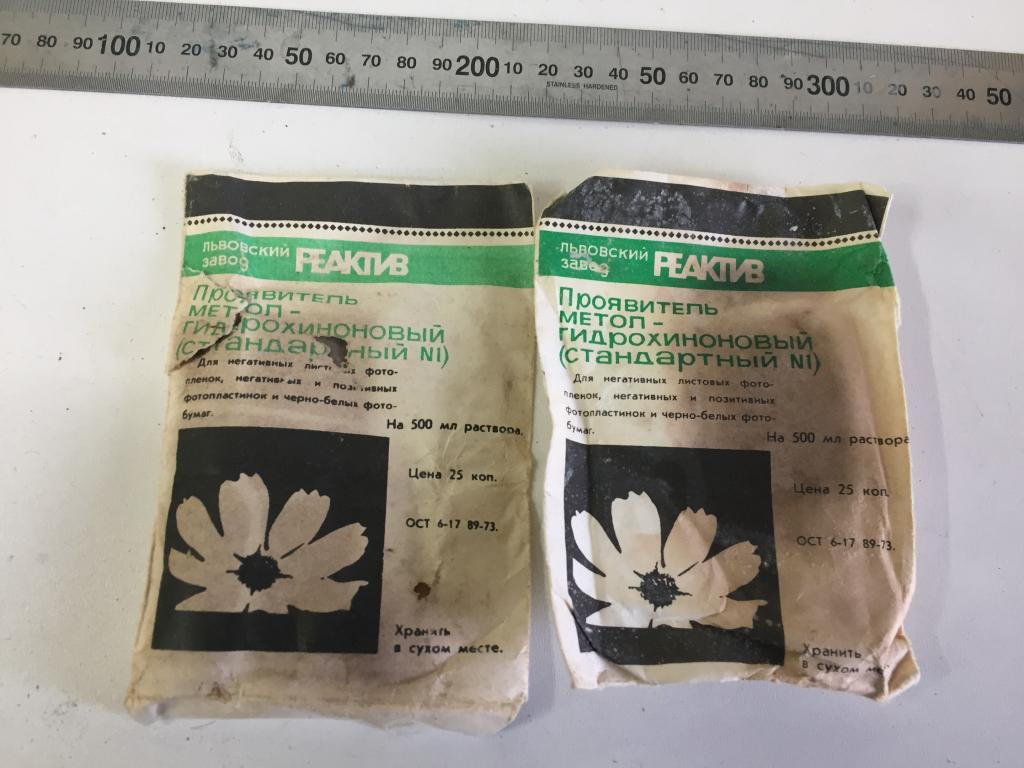 70 80 90 100 10 20 30 40 50 60 70 80 90 200 10 20 30 40 50 60 70 80 90 300 10 20 30 40 50
STAINLESS HARDENED
львовский
завод
РЕАКТИВ
Проявитель
метол -
гидрохиноновый
(стандартный N1)
Для негативных листовых фото-
пленок, негативных и позитивных
фотопластинок и черно-белых фото-
бумаг.
На 500 мл раствора.
Цена 25 коп.
ОСТ 6-17 89-73.
Хранить
в сухом месте.
львовский
завод
РЕАКТИВ
Проявитель
метол -
гидрохиноновый
(стандартный N1)
Для негативных листовых фото-
пленок, негативных и позитивных
фотопластинок и черно-белых фото-
бумаг.
На 500 мл раствора
Цена 25 коп.
ОСТ 6-17 89-73.
Хранить
в сухом ме